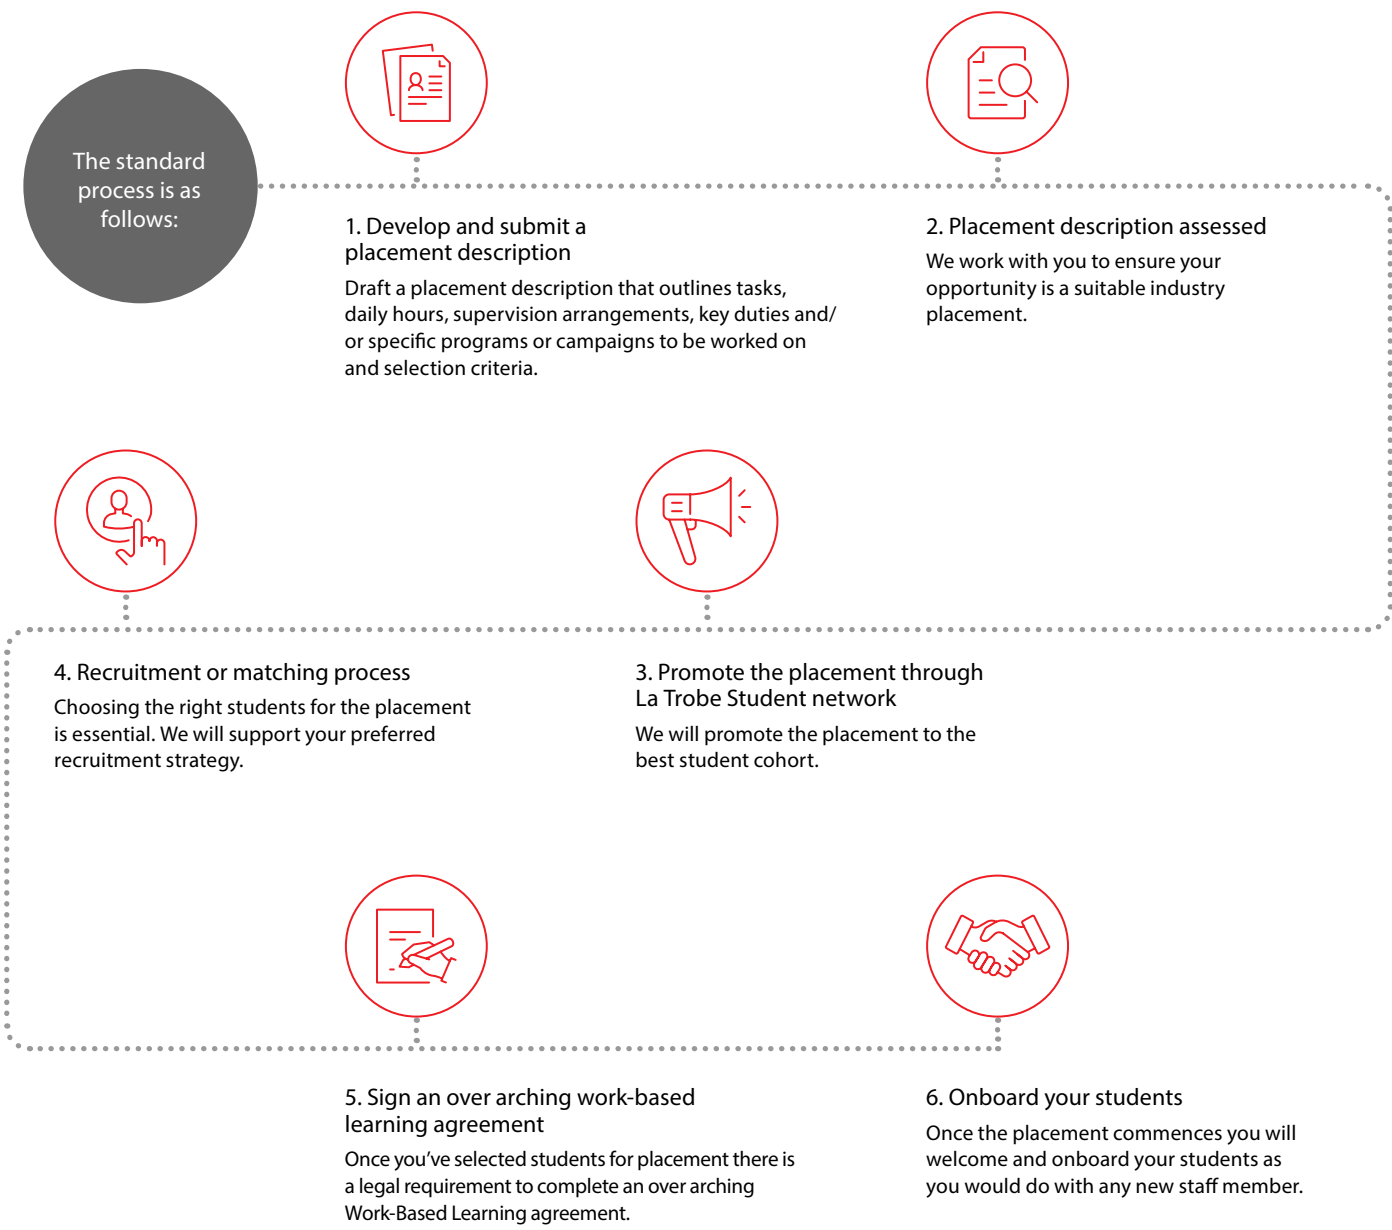 The standard
process is as
follows:
1. Develop and submit a
placement description
Draft a placement description that outlines tasks,
daily hours, supervision arrangements, key duties and/
or specific programs or campaigns to be worked on
and selection criteria.
2. Placement description assessed
We work with you to ensure your
opportunity is a suitable industry
placement.
3. Promote the placement through
La Trobe Student network
We will promote the placement to the
best student cohort.
4. Recruitment or matching process
Choosing the right students for the placement
is essential. We will support your preferred
recruitment strategy.
5. Sign an over arching work-based
learning agreement
Once you’ve selected students for placement there is
a legal requirement to complete an over arching
Work-Based Learning agreement.
6. Onboard your students
Once the placement commences you will
welcome and onboard your students as
you would do with any new staff member.